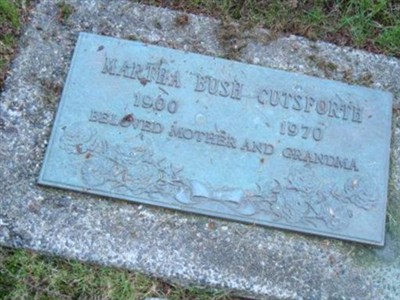 MARTHA BUSH CUTSFORTH
1900 1970
BELOVED MOTHER AND GRANDMA